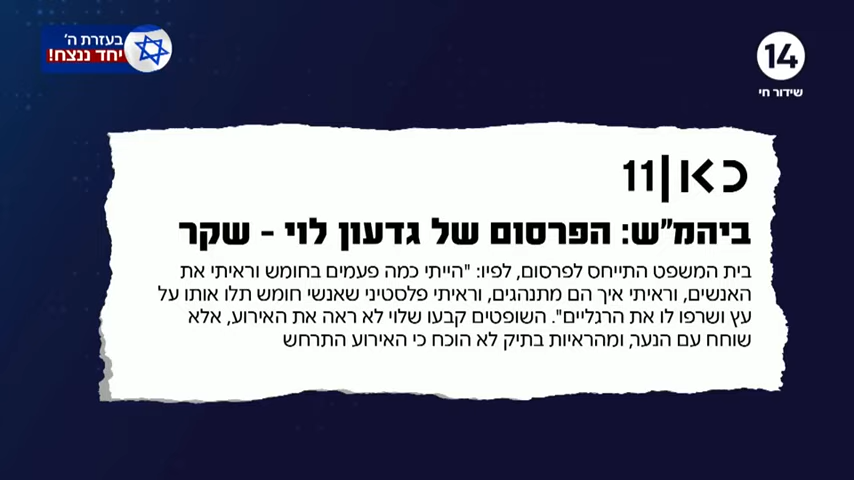 בעזרת ה'
יחד ננצח!
14
שידור חי
כאן|11
ביהמ"ש: הפרסום של גדעון לוי - שקר
בית המשפט התייחס לפרסום, לפיו: "הייתי כמה פעמים בחומש וראיתי את
האנשים, וראיתי איך הם מתנהגים, וראיתי פלסטיני שאנשי חומש תלו אותו על
עץ ושרפו לו את הרגליים". השופטים קבעו שלוי לא ראה את האירוע, אלא
שוחח עם הנער, ומהראיות בתיק לא הוכח כי האירוע התרחש